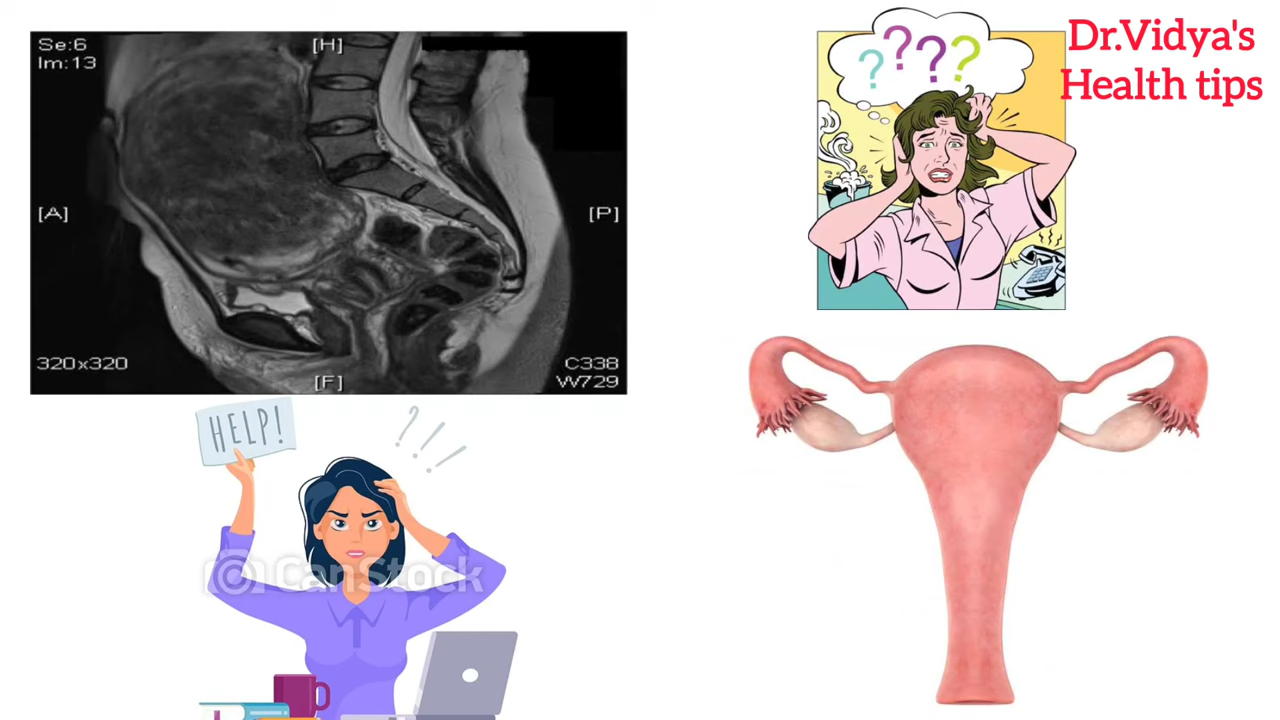 Se:6
Im:13
[H]
[A]
[P]
320x320
[F]
C338
W729
? ? ? ?
Dr.Vidya's
Health tips
HELP!
? ! !
CanStock